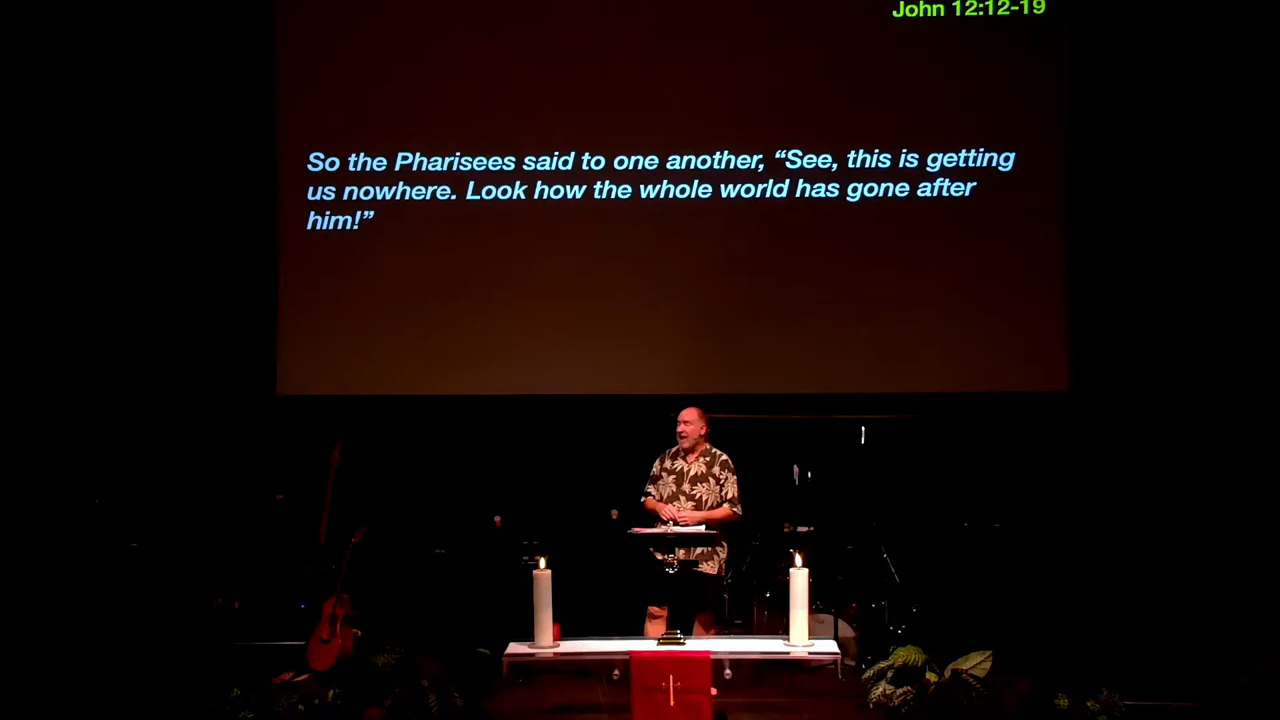 John 12:12-19
So the Pharisees said to one another, “See, this is getting
us nowhere. Look how the whole world has gone after
him!”